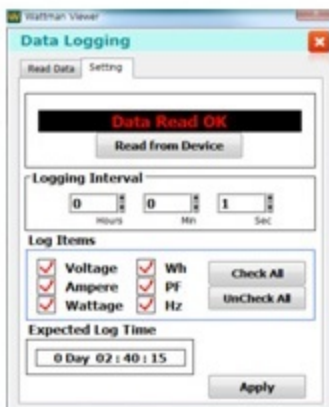 Wattman Viewer
Data Logging
Read Data Setting
Data Read OK
Read from Device
Logging Interval
0 0 1
Hours Min Sec
Log Items
Voltage Wh Check All
Ampere PF
Wattage Hz UnCheck All
Expected Log Time
0 Day 02 : 40 : 15
Apply